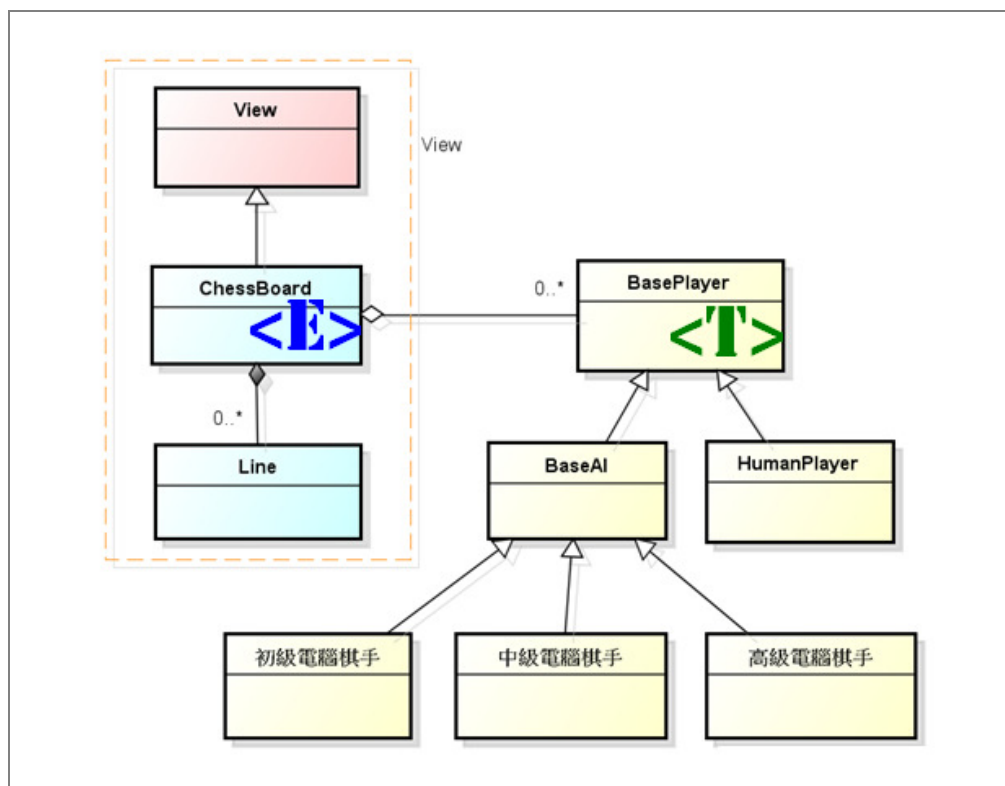 View
View
ChessBoard
<E>
0..*
BasePlayer
<T>
0..*
Line
BaseAI
HumanPlayer
初級電腦棋手
中級電腦棋手
高級電腦棋手